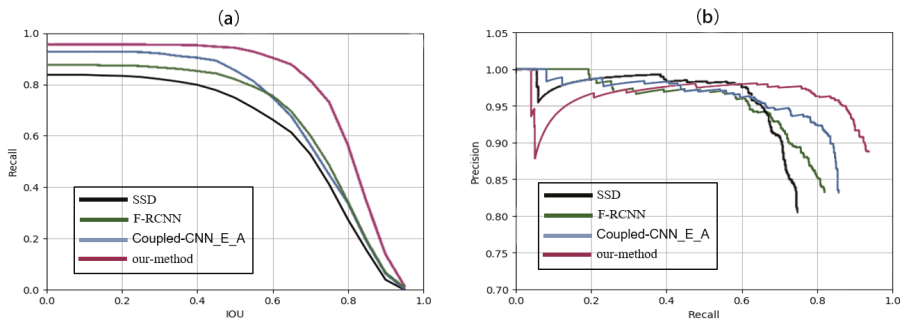 (a)
1.0
0.8
0.6
0.4
0.2
0.0
Recall
0.0 0.2 0.4 0.6 0.8 1.0
IOU
SSD
F-RCNN
Coupled-CNN_E_A
our-method
(b)
1.05
1.00
0.95
0.90
0.85
0.80
0.75
0.70
Precision
0.0 0.2 0.4 0.6 0.8 1.0
Recall
SSD
F-RCNN
Coupled-CNN_E_A
our-method